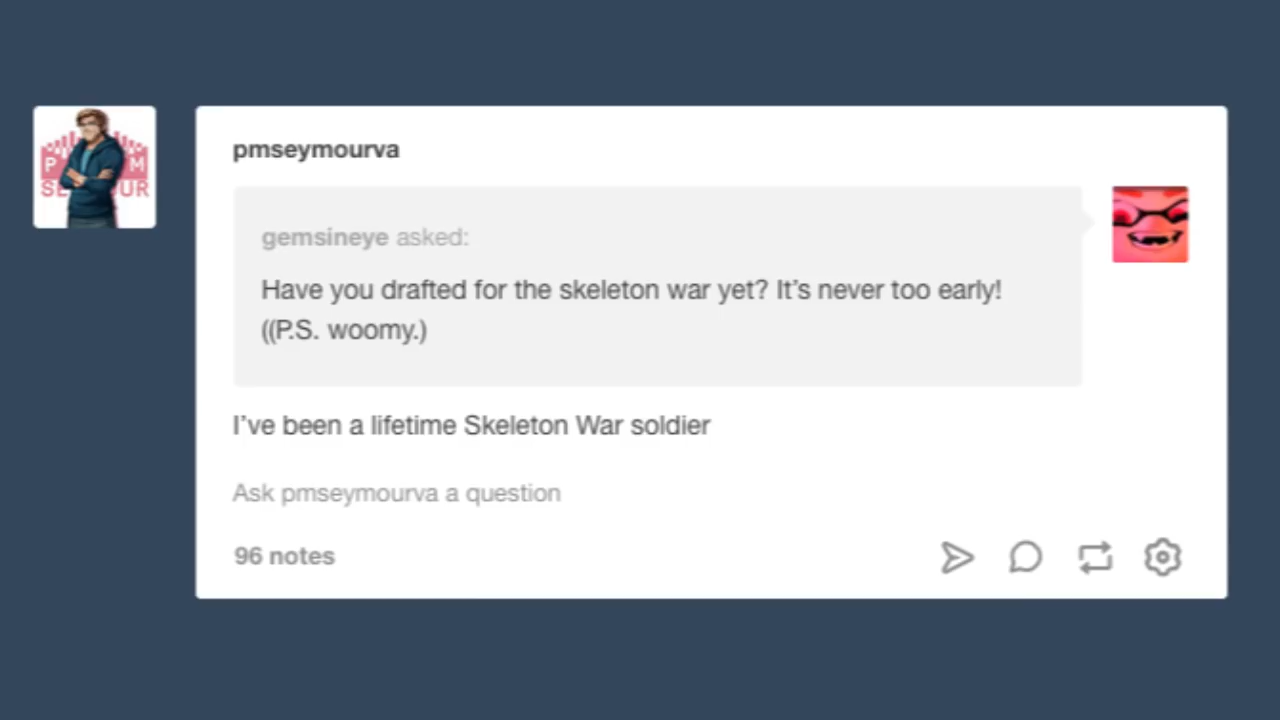 pmseymourva
gemsineye asked:
Have you drafted for the skeleton war yet? It’s never too early!
((P.S. woomy.)
I’ve been a lifetime Skeleton War soldier
Ask pmseymourva a question
96 notes